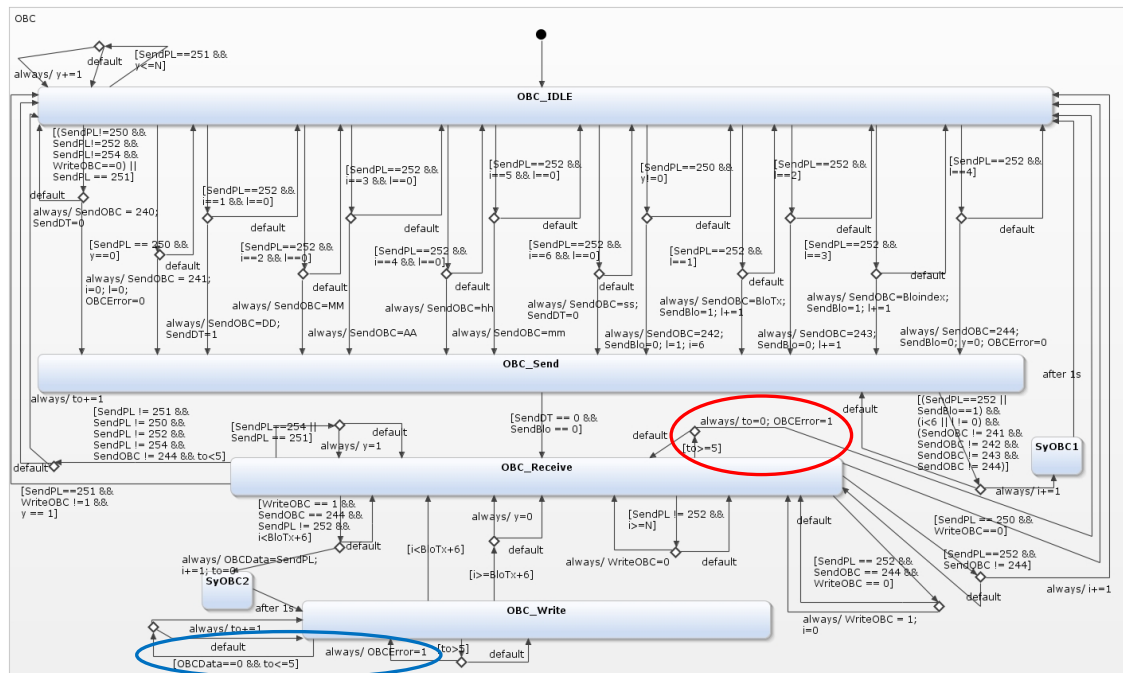 OBC
[SendPL==251 &&
y<=N]
default
always/ y+=1
OBC_IDLE
[(SendPL!=250 &&
SendPL!=252 &&
SendPL!=254 &&
WriteOBC==0) ||
SendPL == 251]
default
always/ SendOBC = 240;
SendDT=0
[SendPL == 250 &&
y==0]
default
always/ SendOBC = 241;
i=0; l=0;
OBCError=0
[SendPL==252 &&
i==1 && l==0]
default
always/ SendOBC=DD;
SendDT=1
[SendPL==252 &&
i==2 && l==0]
default
always/ SendOBC=MM
[SendPL==252 &&
i==3 && l==0]
default
always/ SendOBC=AA
[SendPL==252 &&
i==4 && l==0]
default
always/ SendOBC=hh
[SendPL==252 &&
i==5 && l==0]
default
always/ SendOBC=mm
[SendPL==252 &&
i==6 && l==0]
default
always/ SendOBC=ss;
SendDT=0
[SendPL==250 &&
y!=0]
default
always/ SendOBC=242;
SendBlo=0; l=1; i=6
[SendPL==252 &&
l==1]
default
always/ SendOBC=BloTx;
SendBlo=1; l+=1
[SendPL==252 &&
l==2]
default
always/ SendOBC=243;
SendBlo=0; l+=1
[SendPL==252 &&
l==3]
default
always/ SendOBC=Bloindex;
SendBlo=1; l+=1
[SendPL==252 &&
l==4]
default
always/ SendOBC=244;
SendBlo=0; y=0; OBCError=0
OBC_Send
after 1s
always/ to+=1
[SendPL != 251 &&
SendPL != 250 &&
SendPL != 252 &&
SendPL != 254 &&
SendOBC != 244 && to<5]
default
[SendPL==254 ||
SendPL == 251]
default
always/ y=1
[SendDT == 0 &&
SendBlo == 0]
always/ to=0; OBCError=1
default
[to>=5]
default
[(SendPL==252 ||
SendBlo==1) &&
(i<6 || l != 0) &&
(SendOBC != 241 &&
SendOBC != 242 &&
SendOBC != 243 &&
SendOBC != 244)]
SyOBC1
always/ i+=1
OBC_Receive
[SendPL==251 &&
WriteOBC !=1 &&
y == 1]
[WriteOBC == 1 &&
SendOBC == 244 &&
SendPL != 252 &&
i<BloTx+6]
default
always/ OBCData=SendPL;
i+=1; to=0
[i<BloTx+6]
always/ y=0
default
[i>=BloTx+6]
[SendPL != 252 &&
i>=N]
default
always/ WriteOBC=0
default
[SendPL == 252 &&
SendOBC == 244 &&
WriteOBC == 0]
always/ WriteOBC = 1;
i=0
[SendPL == 250 &&
WriteOBC==0]
[SendPL==252 &&
SendOBC != 244]
default
always/ i+=1
SyOBC2
after 1s
OBC_Write
always/ to+=1
default
[OBCData==0 && to<=5]
always/ OBCError=1
[to>5]
default